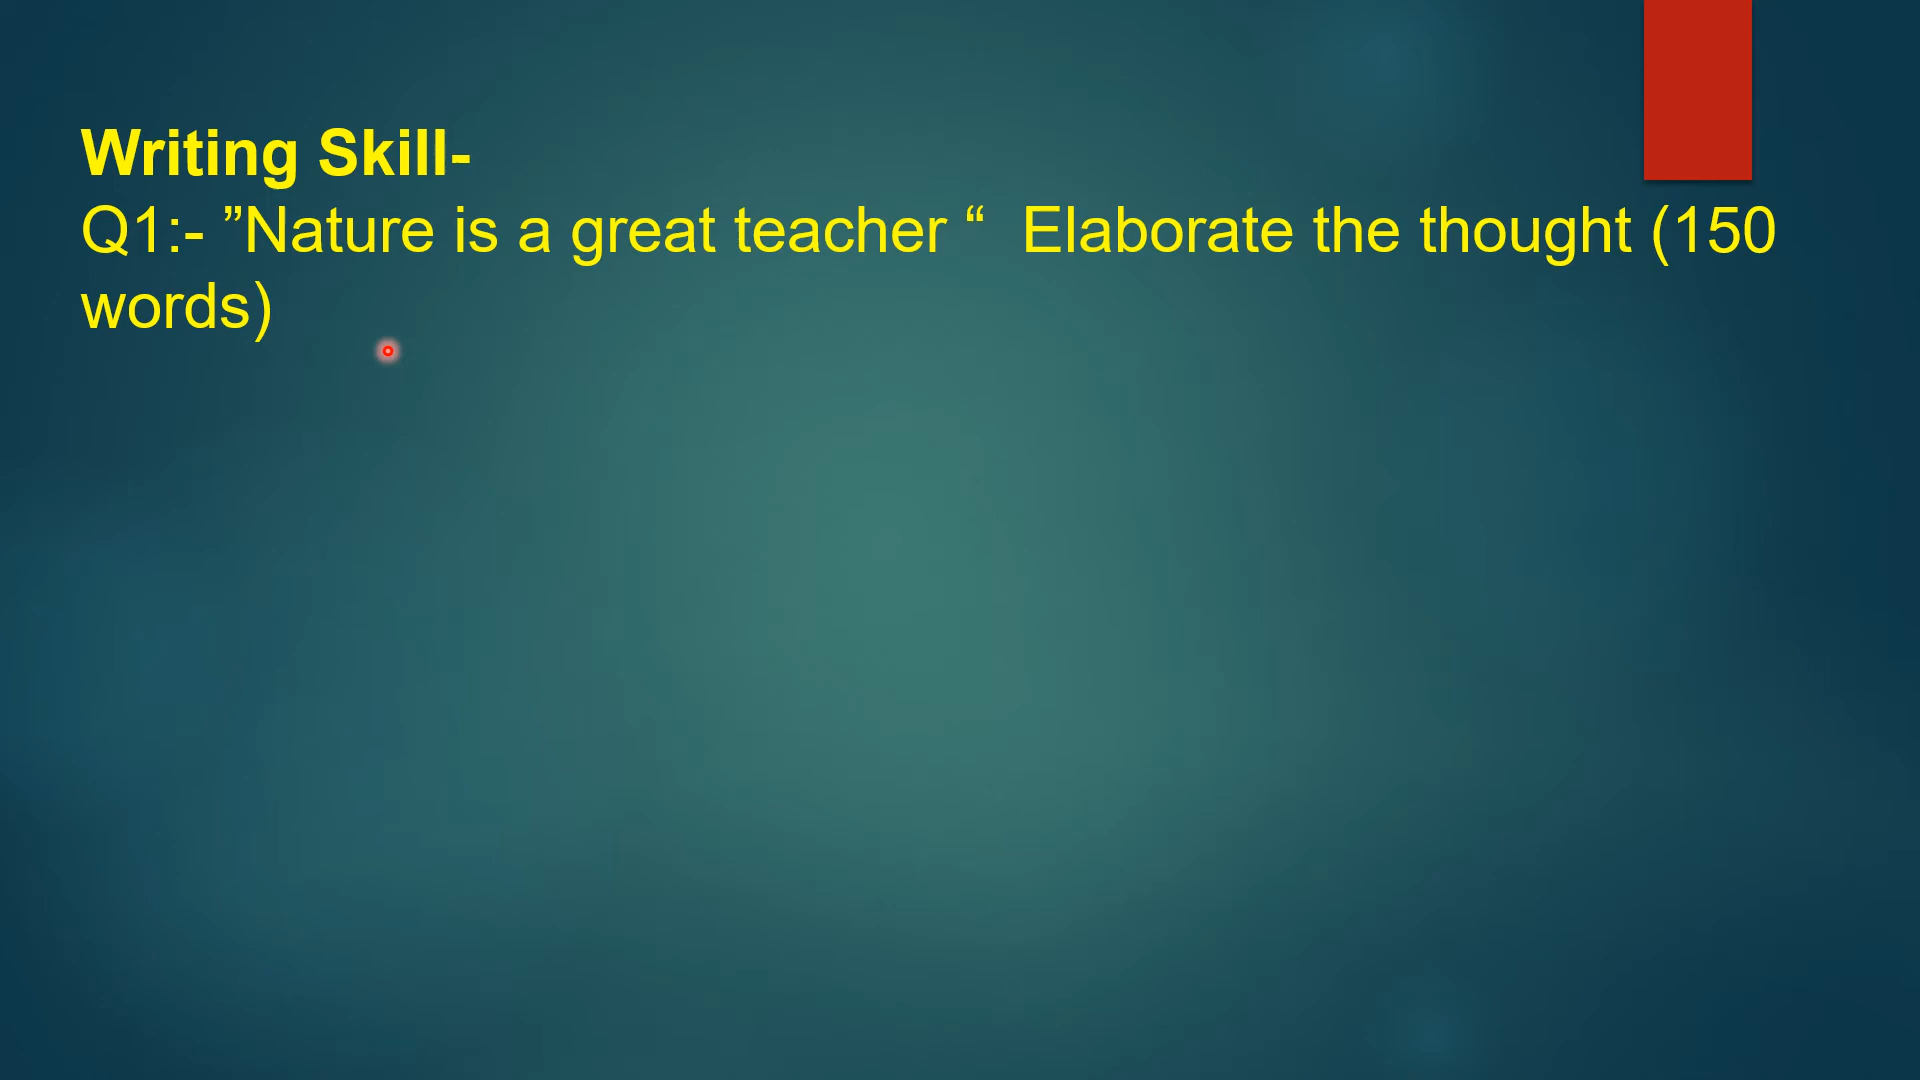 Writing Skill-
Q1:- ”Nature is a great teacher “  Elaborate the thought (150
words)